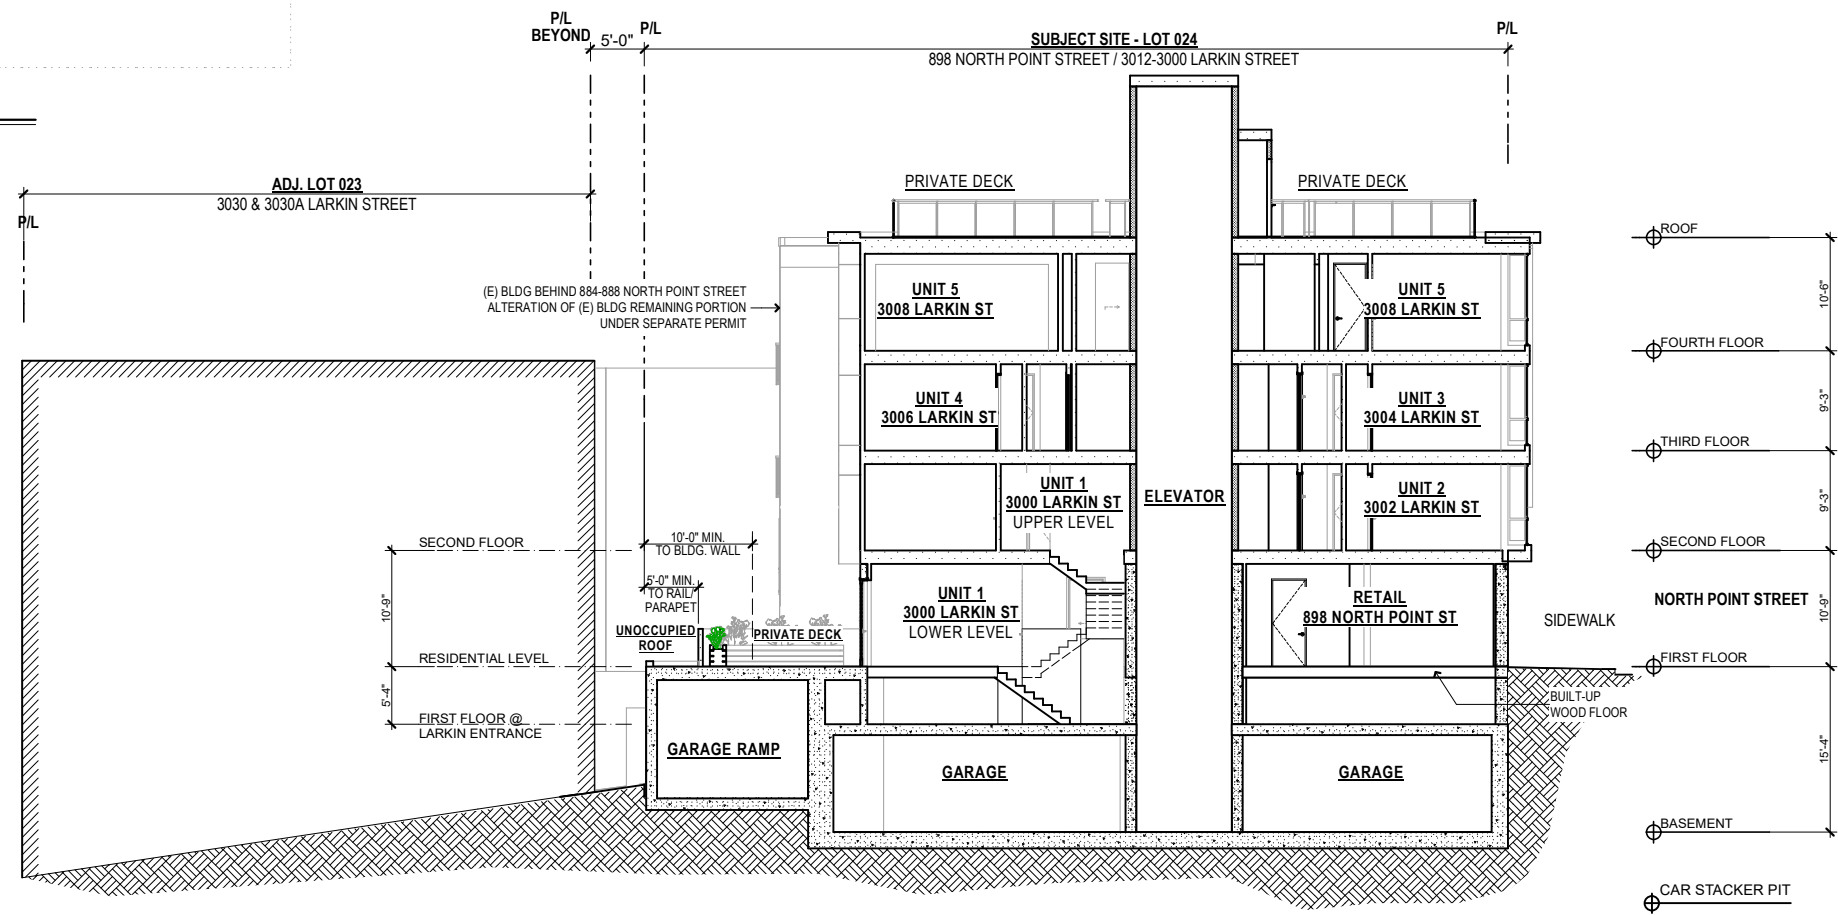 P/L
BEYOND
5'-0"
P/L
SUBJECT SITE - LOT 024
898 NORTH POINT STREET / 3012-3000 LARKIN STREET
P/L
ADJ. LOT 023
3030 & 3030A LARKIN STREET
P/L
PRIVATE DECK
PRIVATE DECK
ROOF
(E) BLDG BEHIND 884-888 NORTH POINT STREET
ALTERATION OF (E) BLDG REMAINING PORTION
UNDER SEPARATE PERMIT
UNIT 5
3008 LARKIN ST
UNIT 5
3008 LARKIN ST
10'-6"
FOURTH FLOOR
UNIT 4
3006 LARKIN ST
UNIT 3
3004 LARKIN ST
9'-3"
THIRD FLOOR
UNIT 1
3000 LARKIN ST
UPPER LEVEL
ELEVATOR
UNIT 2
3002 LARKIN ST
9'-3"
SECOND FLOOR
10'-0" MIN.
TO BLDG. WALL
SECOND FLOOR
5'-0" MIN.
TO RAIL/
PARAPET
10'-9"
UNOCCUPIED
ROOF
PRIVATE DECK
UNIT 1
3000 LARKIN ST
LOWER LEVEL
RETAIL
898 NORTH POINT ST
SIDEWALK
NORTH POINT STREET
10'-9"
RESIDENTIAL LEVEL
FIRST FLOOR
5'-4"
FIRST FLOOR @
LARKIN ENTRANCE
BUILT-UP
WOOD FLOOR
GARAGE RAMP
GARAGE
GARAGE
15'-4"
BASEMENT
CAR STACKER PIT